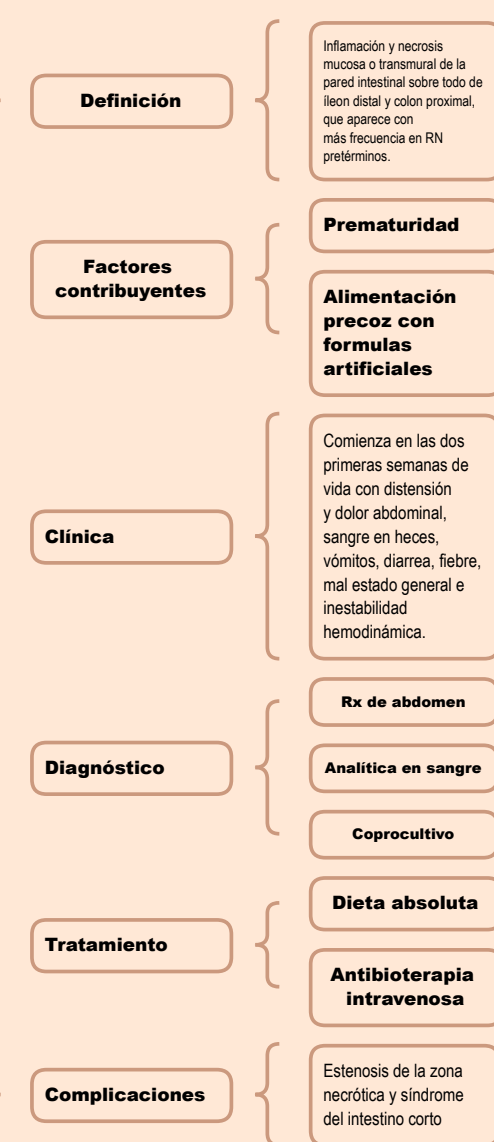 Definición
Inflamación y necrosis
mucosa o transmural de la
pared intestinal sobre todo de
íleon distal y colon proximal,
que aparece con
más frecuencia en RN
pretérminos.
Factores
contribuyentes
Prematuridad
Alimentación
precoz con
formulas
artificiales
Clínica
Comienza en las dos
primeras semanas de
vida con distensión
y dolor abdominal,
sangre en heces,
vómitos, diarrea, fiebre,
mal estado general e
inestabilidad
hemodinámica.
Diagnóstico
Rx de abdomen
Analítica en sangre
Coprocultivo
Tratamiento
Dieta absoluta
Antibioterapia
intravenosa
Complicaciones
Estenosis de la zona
necrótica y síndrome
del intestino corto